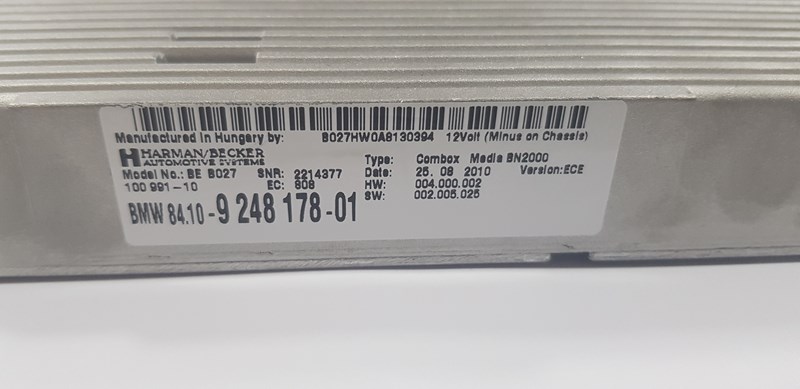 Manufactured in Hungary by: B027HW0A8130394 12Volt (Minus on Chassis)
HARMAN/BECKER
AUTOMOTIVE SYSTEMS
Type: Combox Media BN2000
Model No.: BE B027 SNR: 2214377 Date: 25. 08 2010 Version:ECE
100 991-10 EC: 808 HW: 004.000.002
SW: 002.005.025
BMW 84.10-9 248 178-01